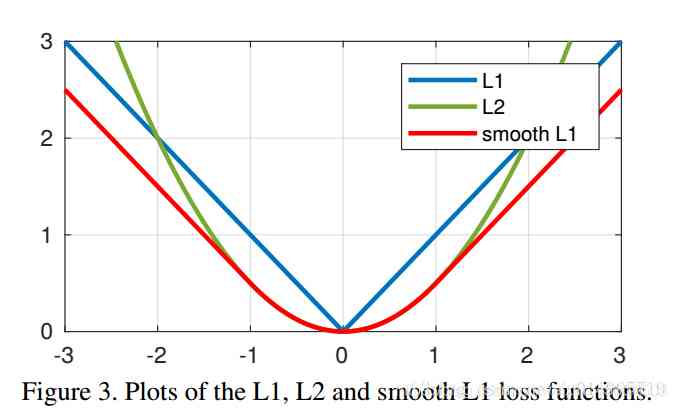 3
2
1
0
-3 -2 -1 0 1 2 3
L1
L2
smooth L1
Figure 3. Plots of the L1, L2 and smooth L1 loss functions.